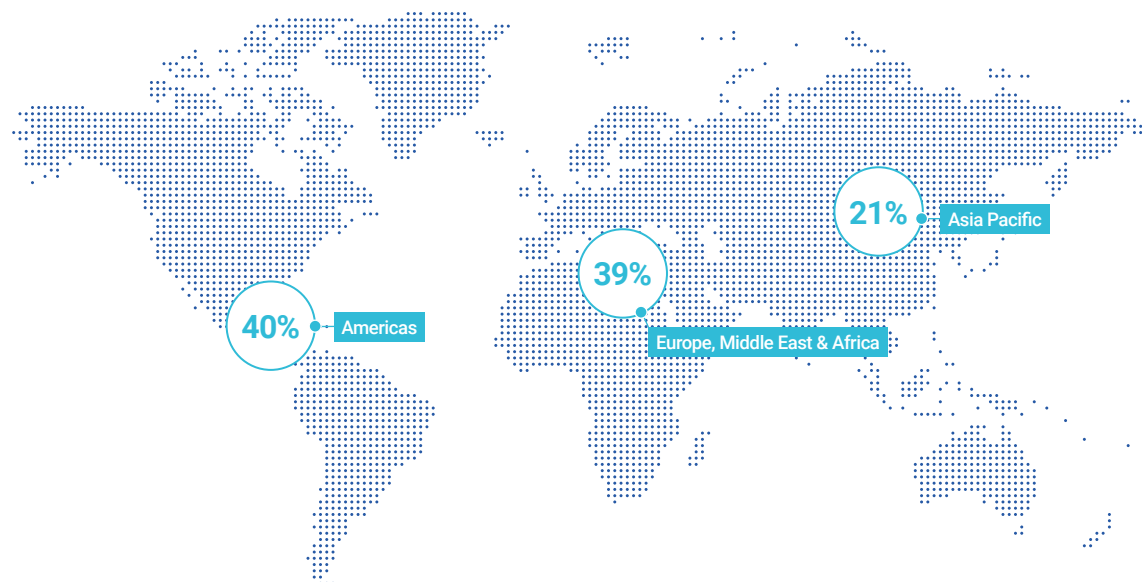 21%
Asia Pacific
39%
Europe, Middle East & Africa
40%
Americas